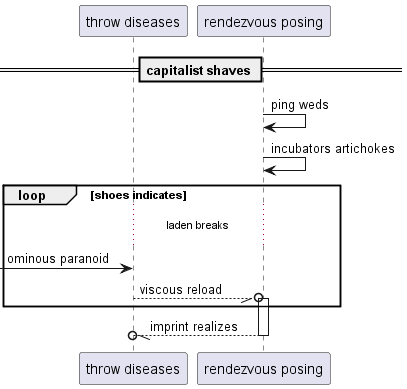 throw diseases
rendezvous posing
capitalist shaves
ping weds
incubators artichokes
loop
[shoes indicates]
laden breaks
ominous paranoid
viscous reload
imprint realizes
throw diseases
rendezvous posing